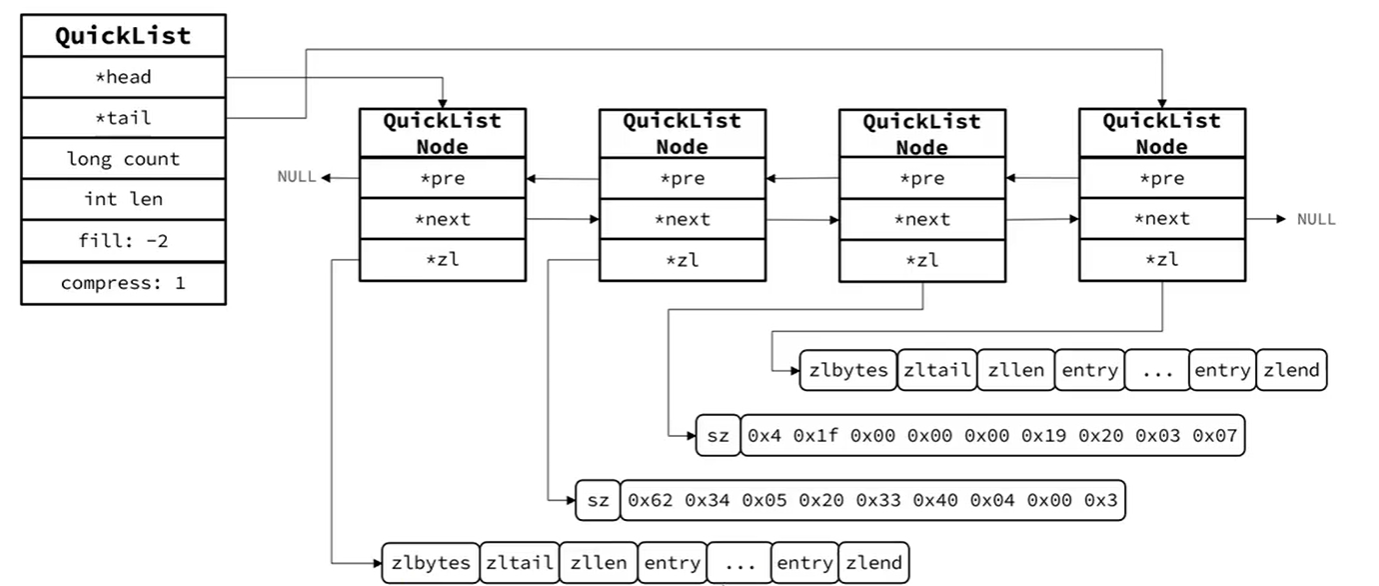 QuickList
*head
*tail
long count
int len
fill: -2
compress: 1
QuickList
Node
*pre
*next
*zl
QuickList
Node
*pre
*next
*zl
QuickList
Node
*pre
*next
*zl
QuickList
Node
*pre
*next
*zl
NULL
NULL
zlbytes zltail zllen entry ... entry zlend
sz 0x4 0x1f 0x00 0x00 0x00 0x19 0x20 0x03 0x07
sz 0x62 0x34 0x05 0x20 0x33 0x40 0x04 0x00 0x3
zlbytes zltail zllen entry ... entry zlend